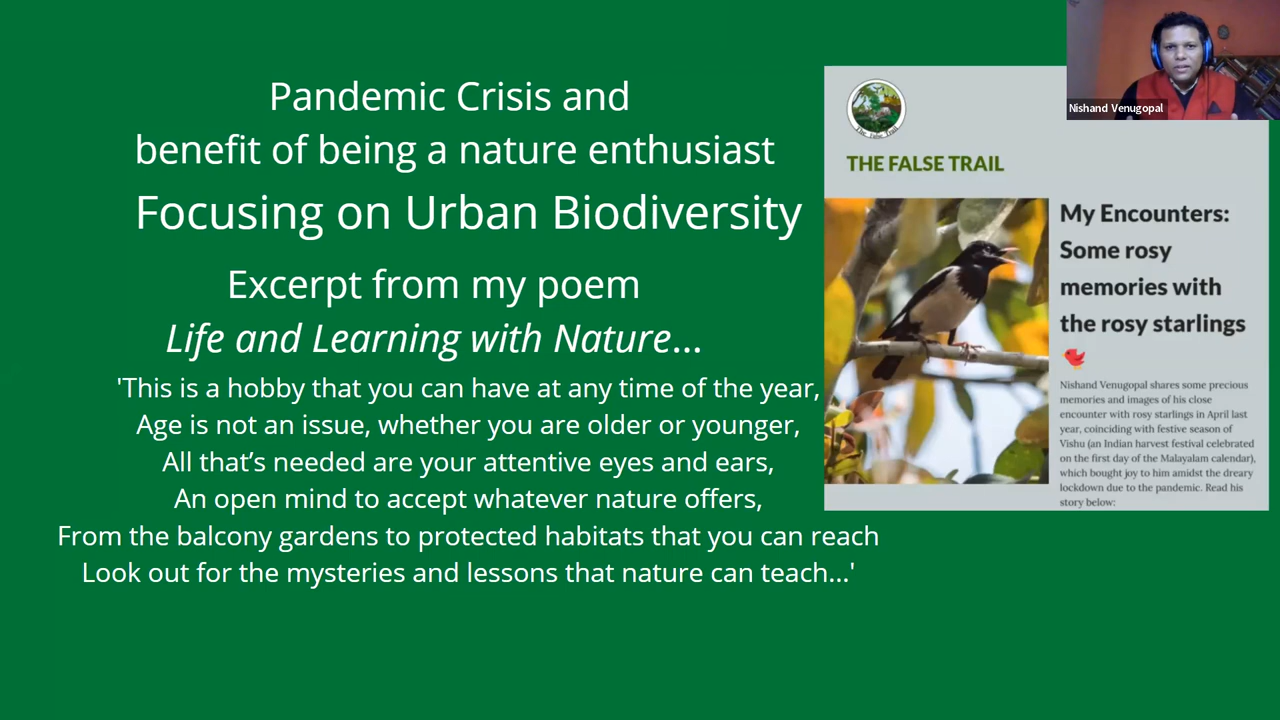 Pandemic Crisis and
benefit of being a nature enthusiast
Focusing on Urban Biodiversity
Excerpt from my poem
Life and Learning with Nature...
'This is a hobby that you can have at any time of the year,
Age is not an issue, whether you are older or younger,
All that's needed are your attentive eyes and ears,
An open mind to accept whatever nature offers,
From the balcony gardens to protected habitats that you can reach
Look out for the mysteries and lessons that nature can teach...'
Nishand Venugopal
The False Trail
THE FALSE TRAIL
My Encounters:
Some rosy
memories with
the rosy starlings
Nishand Venugopal shares some precious
memories and images of his close
encounter with rosy starlings in April last
year, coinciding with festive season of
Vishu (an Indian harvest festival celebrated
on the first day of the Malayalam calendar),
which bought joy to him amidst the dreary
lockdown due to the pandemic. Read his
story below: